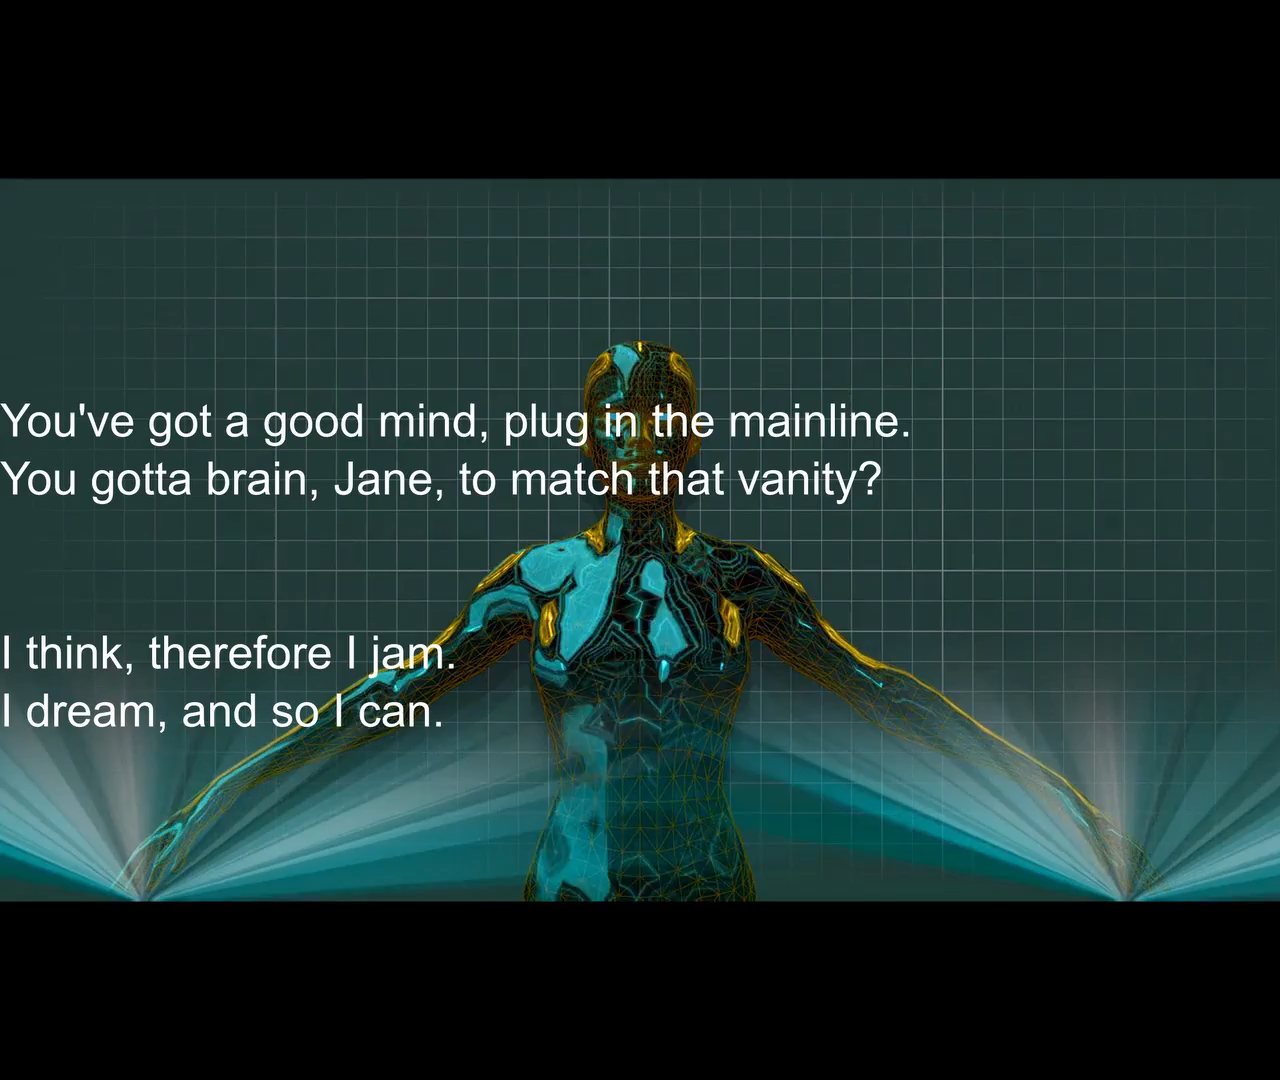 You've got a good mind, plug in the mainline.
You gotta brain, Jane, to match that vanity?
I think, therefore I jam.
I dream, and so I can.